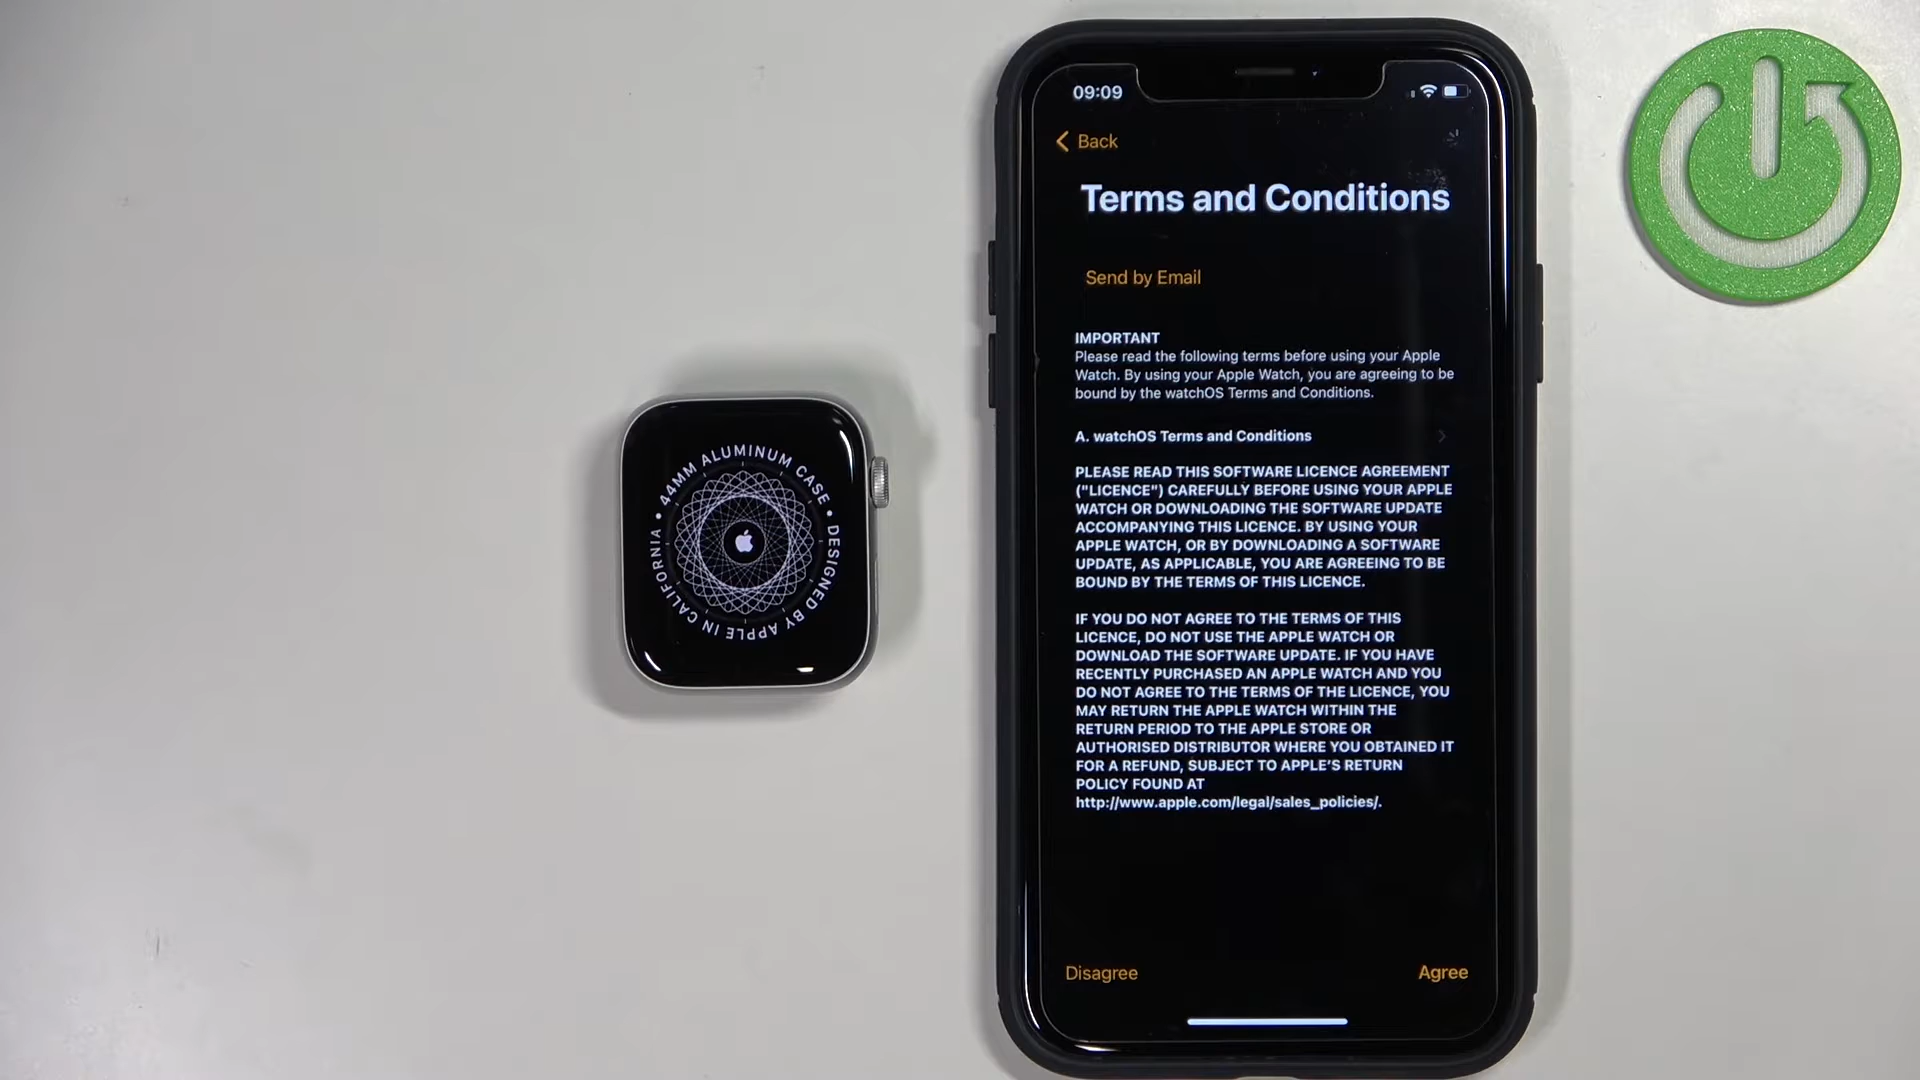 44MM ALUMINUM CASE • DESIGNED BY APPLE IN CALIFORNIA •
09:09
Back
Terms and Conditions
Send by Email
IMPORTANT
Please read the following terms before using your Apple
Watch. By using your Apple Watch, you are agreeing to be
bound by the watchOS Terms and Conditions.
A. watchOS Terms and Conditions
PLEASE READ THIS SOFTWARE LICENCE AGREEMENT
("LICENCE") CAREFULLY BEFORE USING YOUR APPLE
WATCH OR DOWNLOADING THE SOFTWARE UPDATE
ACCOMPANYING THIS LICENCE. BY USING YOUR
APPLE WATCH, OR BY DOWNLOADING A SOFTWARE
UPDATE, AS APPLICABLE, YOU ARE AGREEING TO BE
BOUND BY THE TERMS OF THIS LICENCE.
IF YOU DO NOT AGREE TO THE TERMS OF THIS
LICENCE, DO NOT USE THE APPLE WATCH OR
DOWNLOAD THE SOFTWARE UPDATE. IF YOU HAVE
RECENTLY PURCHASED AN APPLE WATCH AND YOU
DO NOT AGREE TO THE TERMS OF THE LICENCE, YOU
MAY RETURN THE APPLE WATCH WITHIN THE
RETURN PERIOD TO THE APPLE STORE OR
AUTHORISED DISTRIBUTOR WHERE YOU OBTAINED IT
FOR A REFUND, SUBJECT TO APPLE'S RETURN
POLICY FOUND AT
http://www.apple.com/legal/sales_policies/.
Disagree
Agree